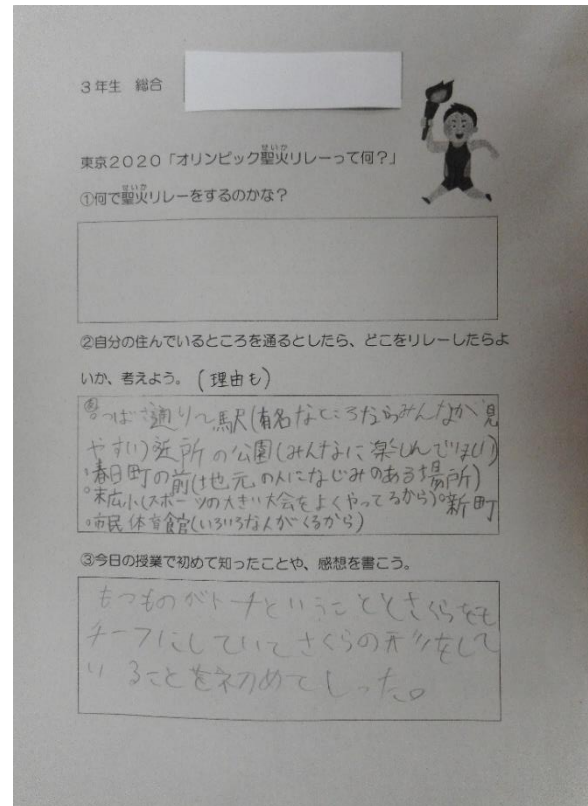 3年生 総合
東京2020「オリンピック聖火リレーって何?」
①何で聖火リレーをするのかな?
②自分の住んでいるところを通るとしたら、どこをリレーしたらよ
いか、考えよう。(理由も)
つばさ通りへ駅(有名なところだからみんなが見
やすい)近所の公園(みんなに楽しんでほしい)
・春日町の前(地元の人になじみのある場所)
。末広小(スポーツの大きい大会をよくやってるから)。新町
。市民体育館(いろいろな人がくるから)
③今日の授業で初めて知ったことや、感想を書こう。
もつものがトーチということとさくらをも
チーフにしていてさくらの形をして
いることを初めてしった。